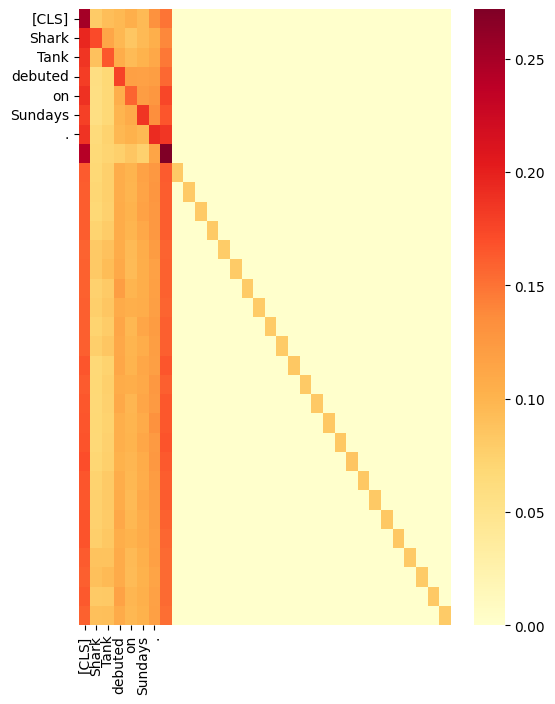 [CLS]
Shark
Tank
debuted
on
Sundays
.
[CLS]
Shark
Tank
debuted
on
Sundays
.
0.25
0.20
0.15
0.10
0.05
0.00